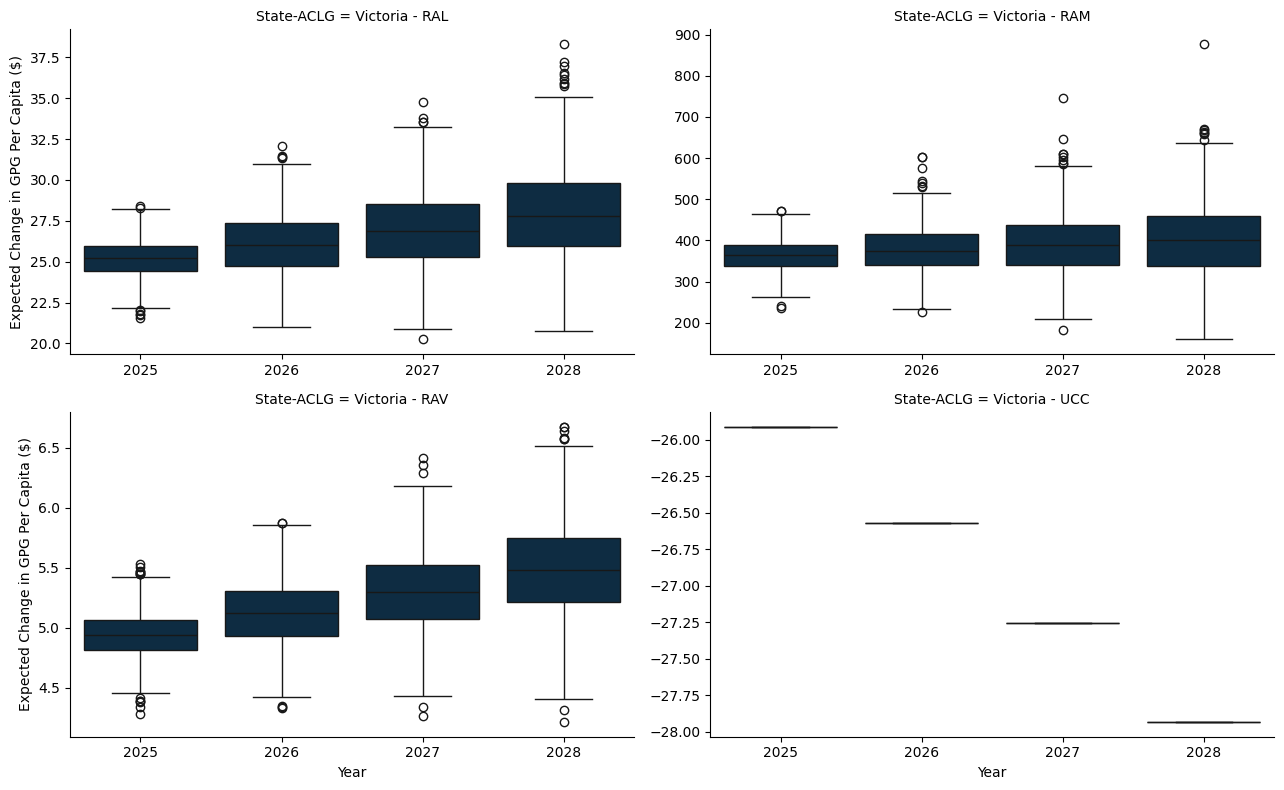 State-ACLG = Victoria - RAL
Expected Change in GPG Per Capita ($)
37.5
35.0
32.5
30.0
27.5
25.0
22.5
20.0
2025 2026 2027 2028
State-ACLG = Victoria - RAM
900
800
700
600
500
400
300
200
2025 2026 2027 2028
State-ACLG = Victoria - RAV
Expected Change in GPG Per Capita ($)
6.5
6.0
5.5
5.0
4.5
2025 2026 2027 2028
Year
State-ACLG = Victoria - UCC
−26.00
−26.25
−26.50
−26.75
−27.00
−27.25
−27.50
−27.75
−28.00
2025 2026 2027 2028
Year